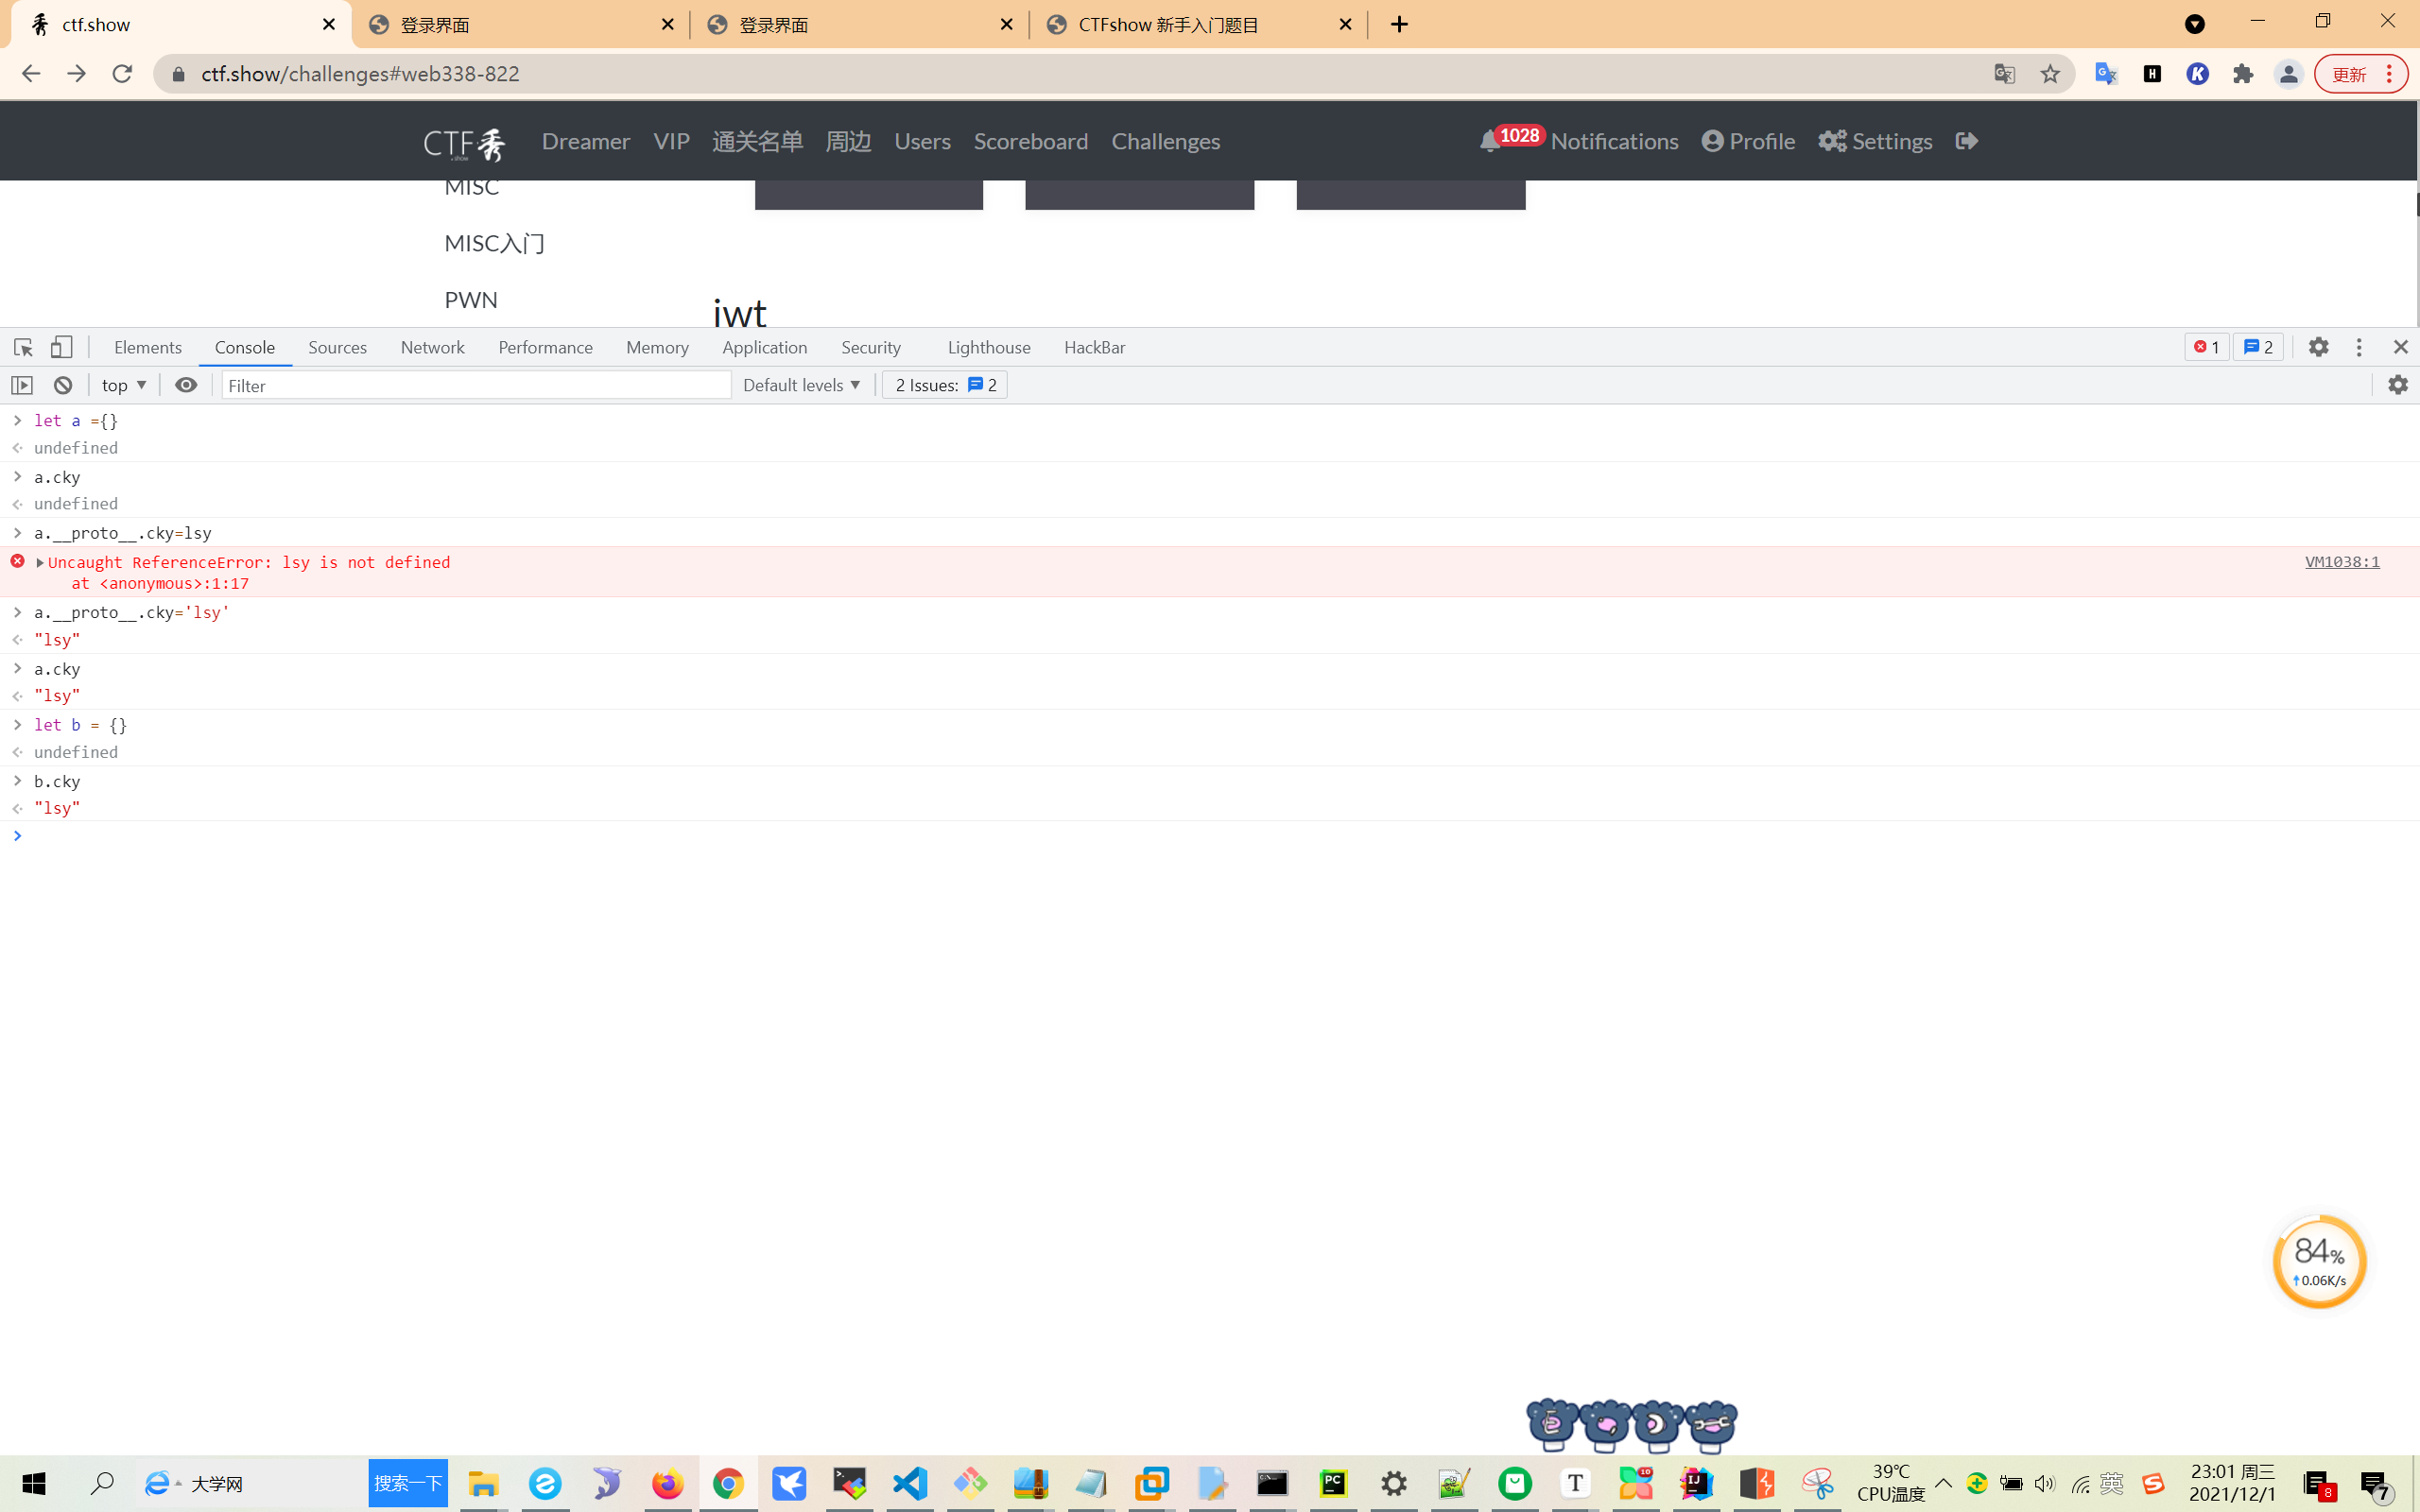 ctf.show
登录界面
登录界面
CTFshow 新手入门题目
ctf.show/challenges#web338-822
更新
CTF秀
.show
Dreamer VIP 通关名单 周边 Users Scoreboard Challenges
1028 Notifications Profile Settings
MISC
MISC入门
PWN
jwt
Elements Console Sources Network Performance Memory Application Security Lighthouse HackBar
1 2
top Filter Default levels 2 Issues: 2
let a ={}
undefined
a.cky
undefined
a.__proto__.cky=lsy
Uncaught ReferenceError: lsy is not defined VM1038:1
at <anonymous>:1:17
a.__proto__.cky='lsy'
"lsy"
a.cky
"lsy"
let b = {}
undefined
b.cky
"lsy"
84%
0.06K/s
大学网 搜索一下
39℃
CPU温度
英
23:01 周三
2021/12/1
8
7